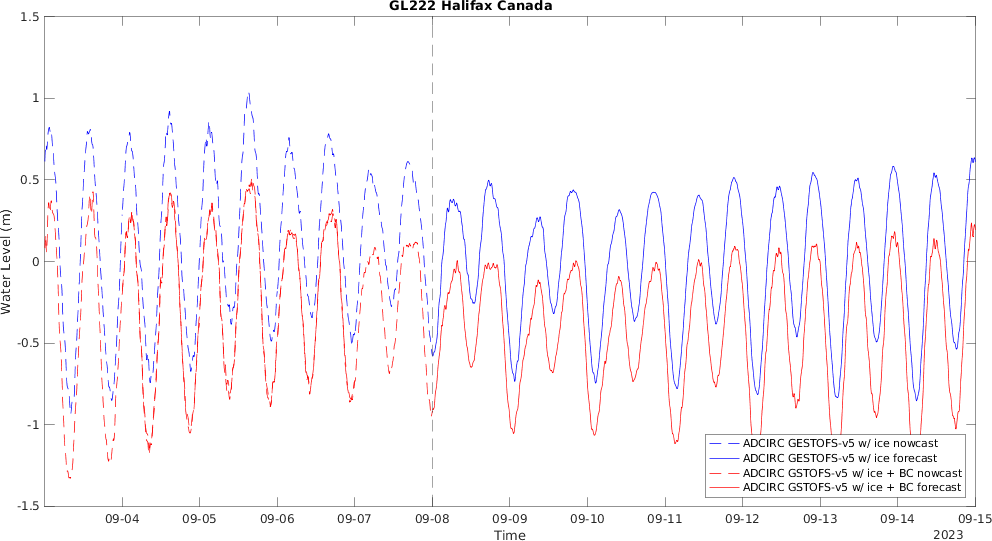 GL222 Halifax Canada
1.5
1
0.5
0
-0.5
-1
-1.5
Water Level (m)
ADCIRC GESTOFS-v5 w/ ice nowcast
ADCIRC GESTOFS-v5 w/ ice forecast
ADCIRC GSTOFS-v5 w/ ice + BC nowcast
ADCIRC GSTOFS-v5 w/ ice + BC forecast
09-04 09-05 09-06 09-07 09-08 09-09 09-10 09-11 09-12 09-13 09-14 09-15
Time
2023